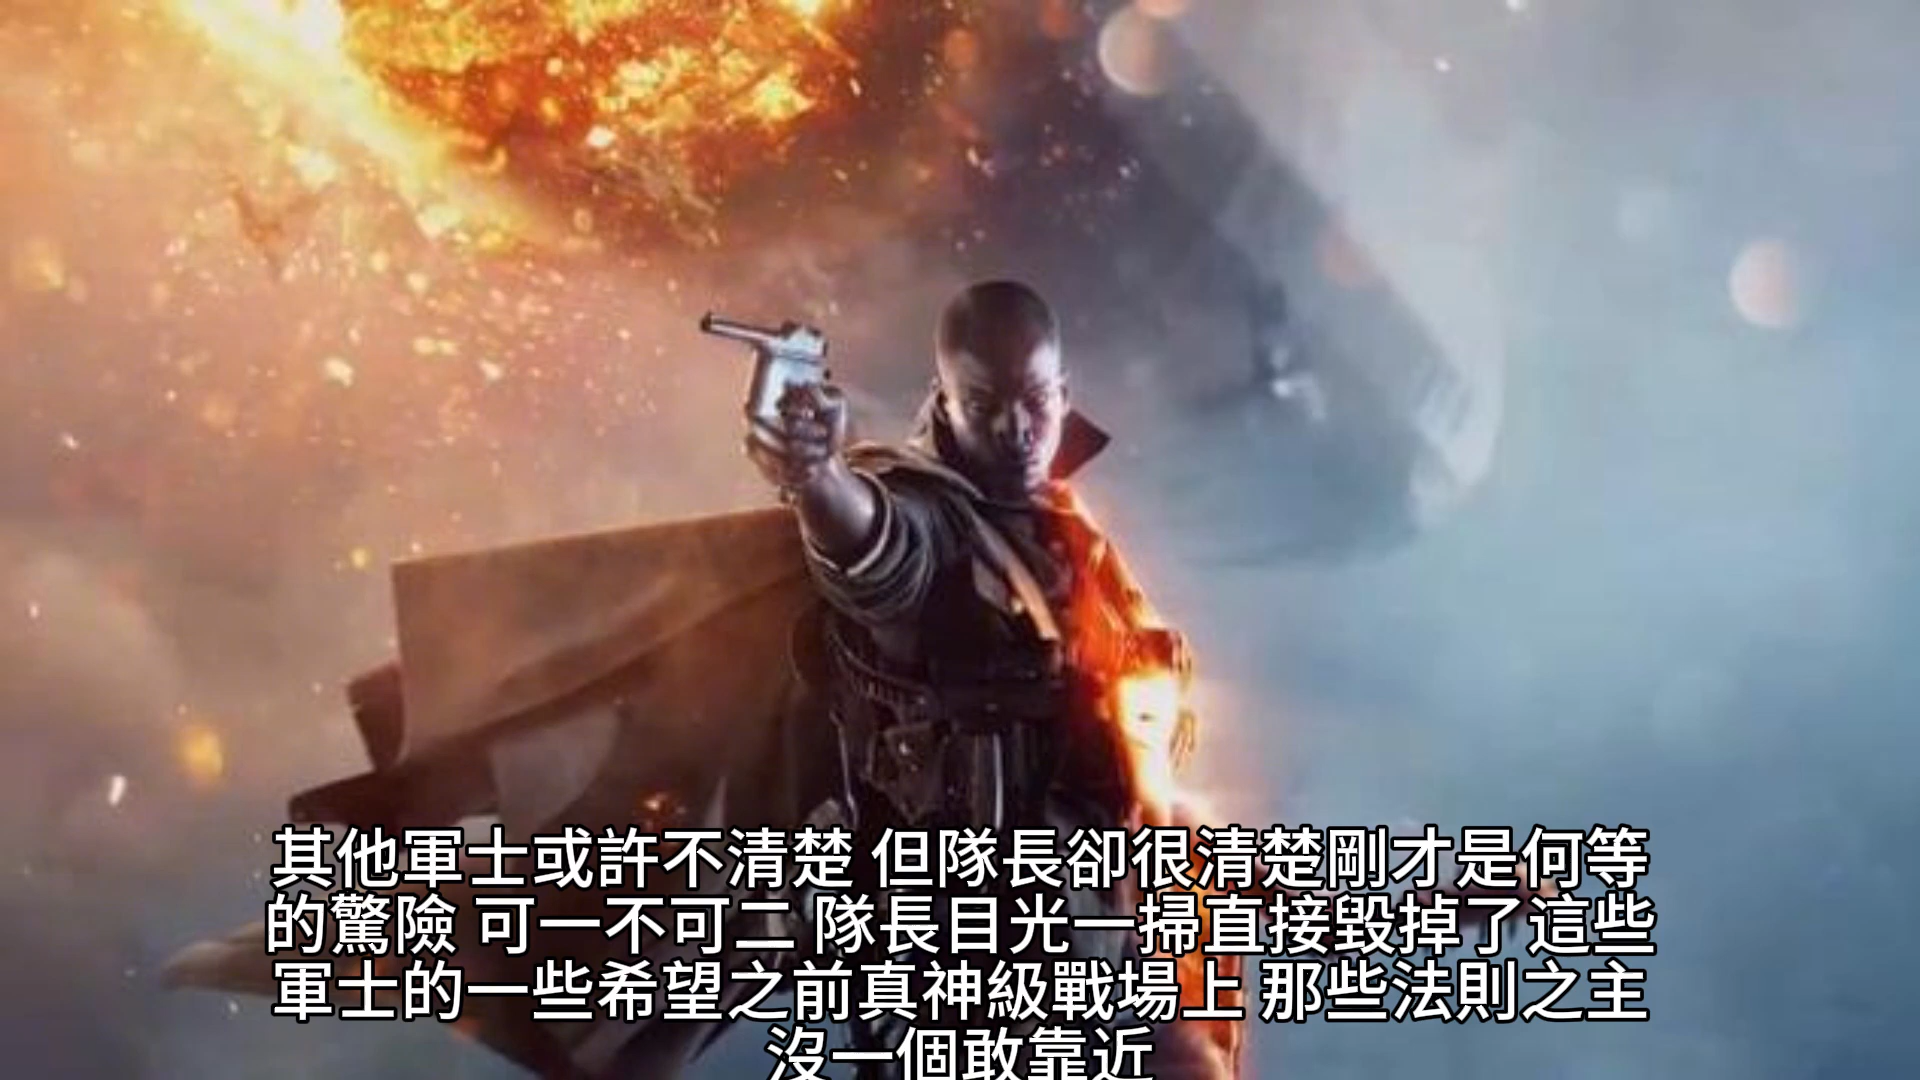 其他軍士或許不清楚 但隊長卻很清楚剛才是何等
的驚險 可一不可二 隊長目光一掃直接毀掉了這些
軍士的一些希望之前真神級戰場上 那些法則之主
沒一個敢靠近